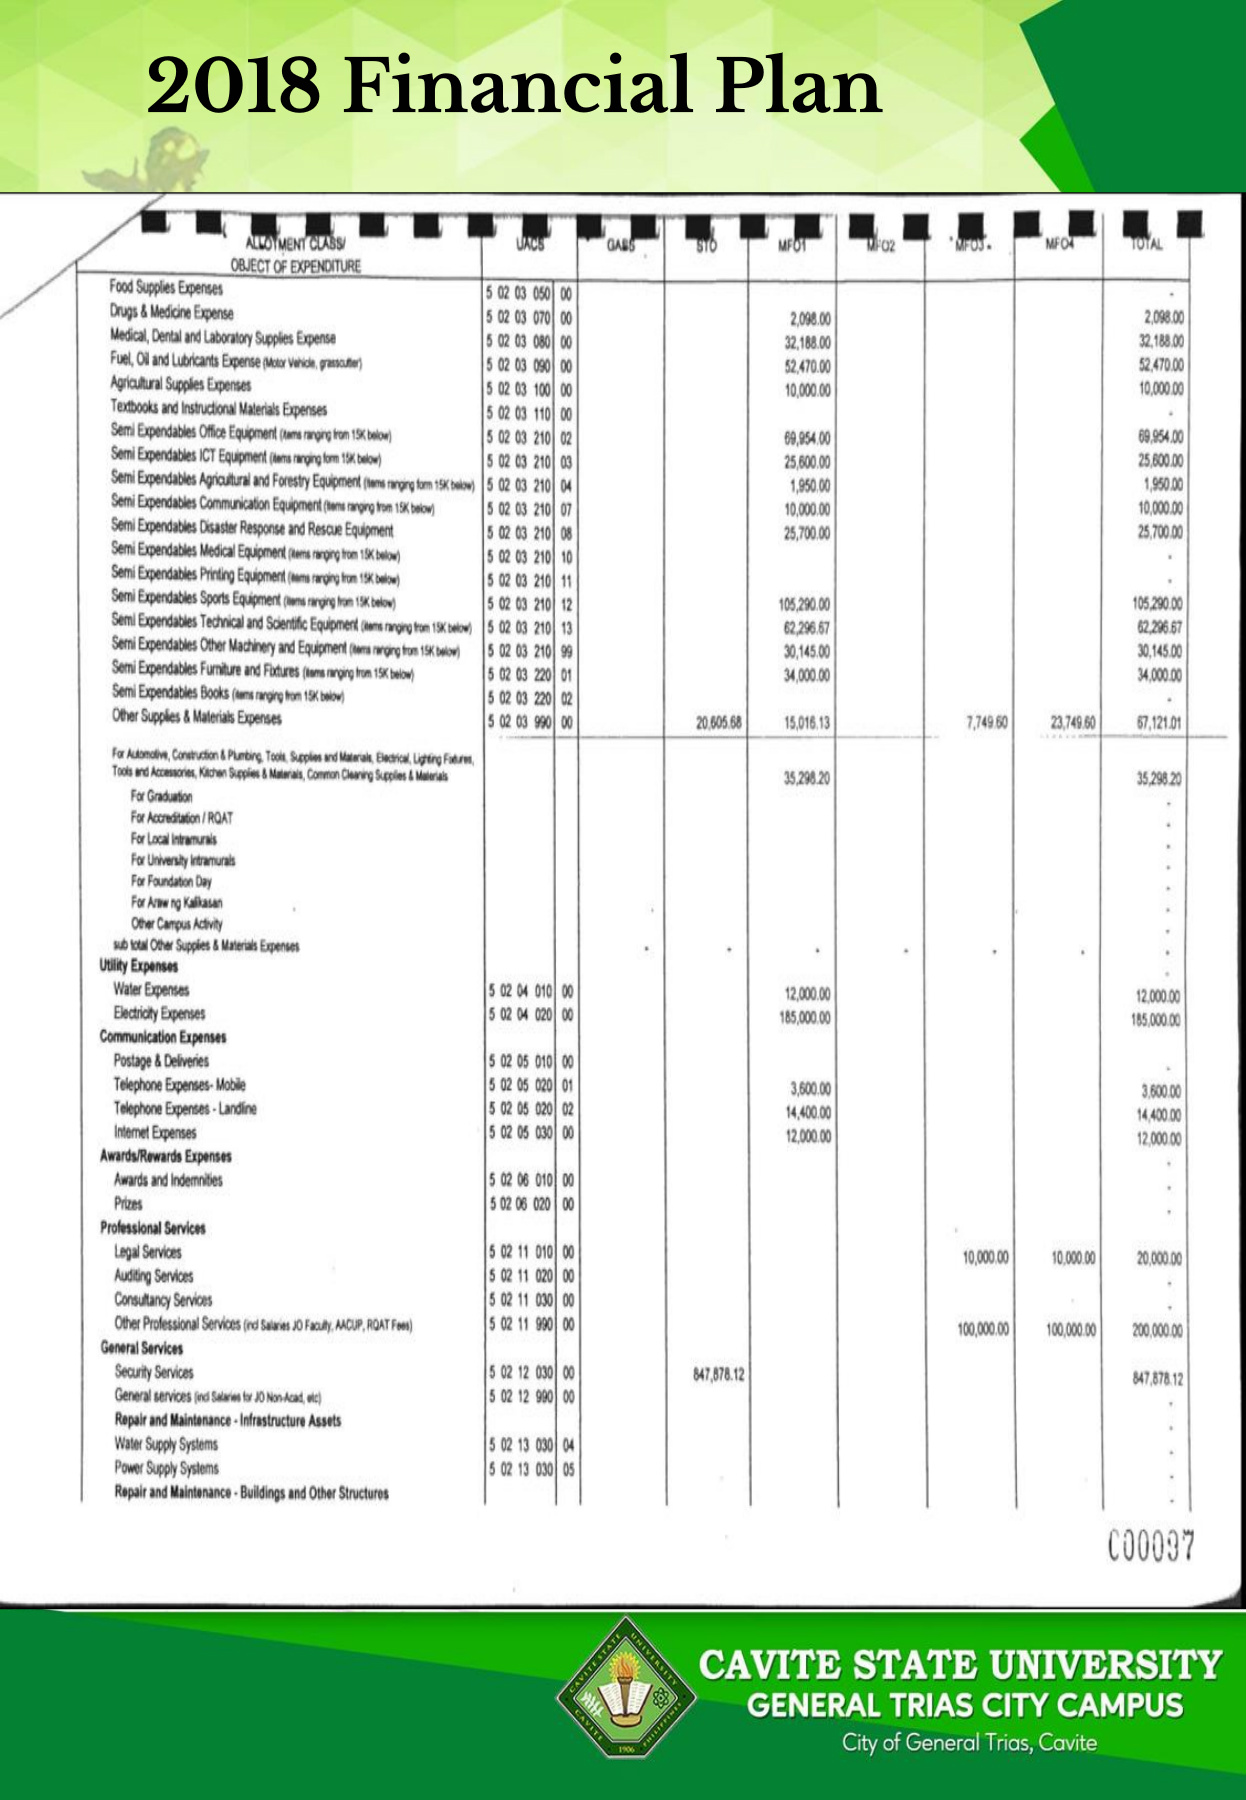 2018 Financial Plan
ALLOTMENT CLASS/ UACS GASS STO MFO1 MFO2 MFO3 MFO4 TOTAL
OBJECT OF EXPENDITURE
Food Supplies Expenses 5 02 03 050 00 -
Drugs & Medicine Expense 5 02 03 070 00 2,098.00 2,098.00
Medical, Dental and Laboratory Supplies Expense 5 02 03 080 00 32,188.00 32,188.00
Fuel, Oil and Lubricants Expense (Motor Vehicle, grasscutter) 5 02 03 090 00 52,470.00 52,470.00
Agricultural Supplies Expenses 5 02 03 100 00 10,000.00 10,000.00
Textbooks and Instructional Materials Expenses 5 02 03 110 00 -
Semi Expendables Office Equipment (items ranging from 15K below) 5 02 03 210 02 69,954.00 69,954.00
Semi Expendables ICT Equipment (items ranging form 15K below) 5 02 03 210 03 25,600.00 25,600.00
Semi Expendables Agricultural and Forestry Equipment (items ranging form 15K below) 5 02 03 210 04 1,950.00 1,950.00
Semi Expendables Communication Equipment (items ranging from 15K below) 5 02 03 210 07 10,000.00 10,000.00
Semi Expendables Disaster Response and Rescue Equipment 5 02 03 210 08 25,700.00 25,700.00
Semi Expendables Medical Equipment (items ranging from 15K below) 5 02 03 210 10 -
Semi Expendables Printing Equipment (items ranging from 15K below) 5 02 03 210 11 -
Semi Expendables Sports Equipment (items ranging from 15K below) 5 02 03 210 12 105,290.00 105,290.00
Semi Expendables Technical and Scientific Equipment (items ranging from 15K below) 5 02 03 210 13 62,296.67 62,296.67
Semi Expendables Other Machinery and Equipment (items ranging from 15K below) 5 02 03 210 99 30,145.00 30,145.00
Semi Expendables Furniture and Fixtures (items ranging from 15K below) 5 02 03 220 01 34,000.00 34,000.00
Semi Expendables Books (items ranging from 15K below) 5 02 03 220 02 -
Other Supplies & Materials Expenses 5 02 03 990 00 20,605.68 15,016.13 7,749.60 23,749.60 67,121.01
For Automotive, Construction & Plumbing, Tools, Supplies and Materials, Electrical, Lighting Fixtures,
Tools and Accessories, Kitchen Supplies & Materials, Common Cleaning Supplies & Materials 35,298.20 35,298.20
For Graduation -
For Accreditation / RQAT -
For Local Intramurals -
For University Intramurals -
For Foundation Day -
For Araw ng Kalikasan -
Other Campus Activity -
sub total Other Supplies & Materials Expenses - - - - - - -
Utility Expenses -
Water Expenses 5 02 04 010 00 12,000.00 12,000.00
Electricity Expenses 5 02 04 020 00 185,000.00 185,000.00
Communication Expenses
Postage & Deliveries 5 02 05 010 00 -
Telephone Expenses- Mobile 5 02 05 020 01 3,600.00 3,600.00
Telephone Expenses - Landline 5 02 05 020 02 14,400.00 14,400.00
Internet Expenses 5 02 05 030 00 12,000.00 12,000.00
Awards/Rewards Expenses -
Awards and Indemnities 5 02 06 010 00 -
Prizes 5 02 06 020 00 -
Professional Services
Legal Services 5 02 11 010 00 10,000.00 10,000.00 20,000.00
Auditing Services 5 02 11 020 00 -
Consultancy Services 5 02 11 030 00 -
Other Professional Services (incl Salaries JO Faculty, AACUP, RQAT Fees) 5 02 11 990 00 100,000.00 100,000.00 200,000.00
General Services
Security Services 5 02 12 030 00 847,878.12 847,878.12
General services (incl Salaries for JO Non-Acad, etc) 5 02 12 990 00 -
Repair and Maintenance - Infrastructure Assets -
Water Supply Systems 5 02 13 030 04 -
Power Supply Systems 5 02 13 030 05 -
Repair and Maintenance - Buildings and Other Structures -
C00097
CAVITE STATE UNIVERSITY
GENERAL TRIAS CITY CAMPUS
City of General Trias, Cavite
CAVITE STATE UNIVERSITY
CAVITE PHILIPPINES
1906